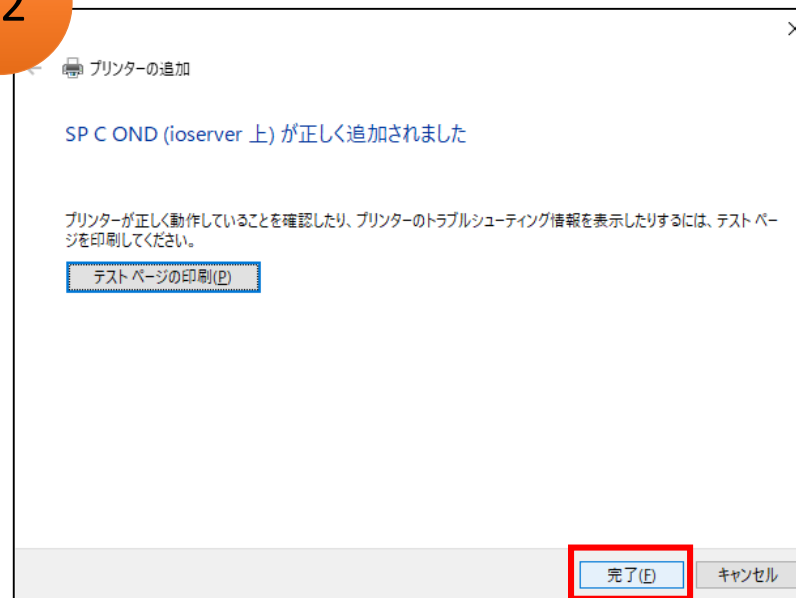 2
プリンターの追加
SP C OND (ioserver 上) が正しく追加されました
プリンターが正しく動作していることを確認したり、プリンターのトラブルシューティング情報を表示したりするには、テスト ペー
ジを印刷してください。
テスト ページの印刷(P)
完了(F) キャンセル